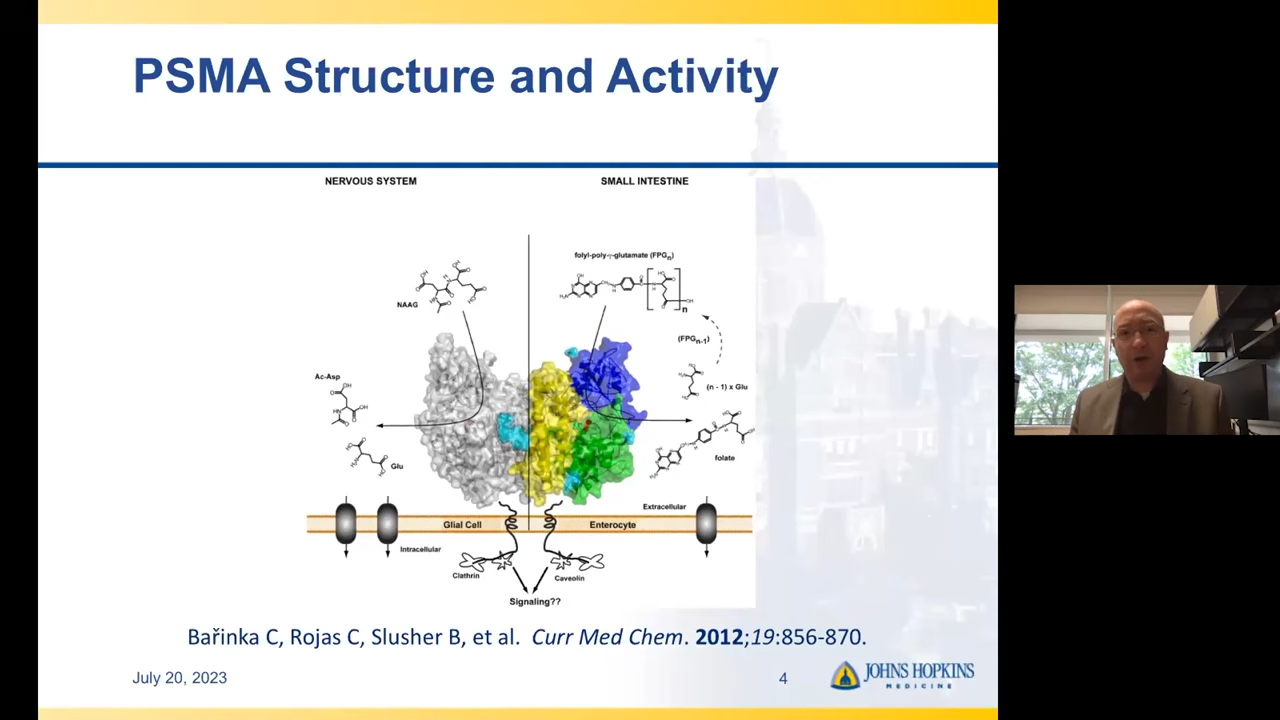 PSMA Structure and Activity
NERVOUS SYSTEM
SMALL INTESTINE
folyl-poly-γ-glutamate (FPGn)
NAAG
n
(FPGn-1)
Ac-Asp
(n - 1) x Glu
Glu
folate
Extracellular
Glial Cell
Enterocyte
Intracellular
Clathrin
Caveolin
Signaling??
Bařinka C, Rojas C, Slusher B, et al. Curr Med Chem. 2012;19:856-870.
July 20, 2023
4
JOHNS HOPKINS
MEDICINE